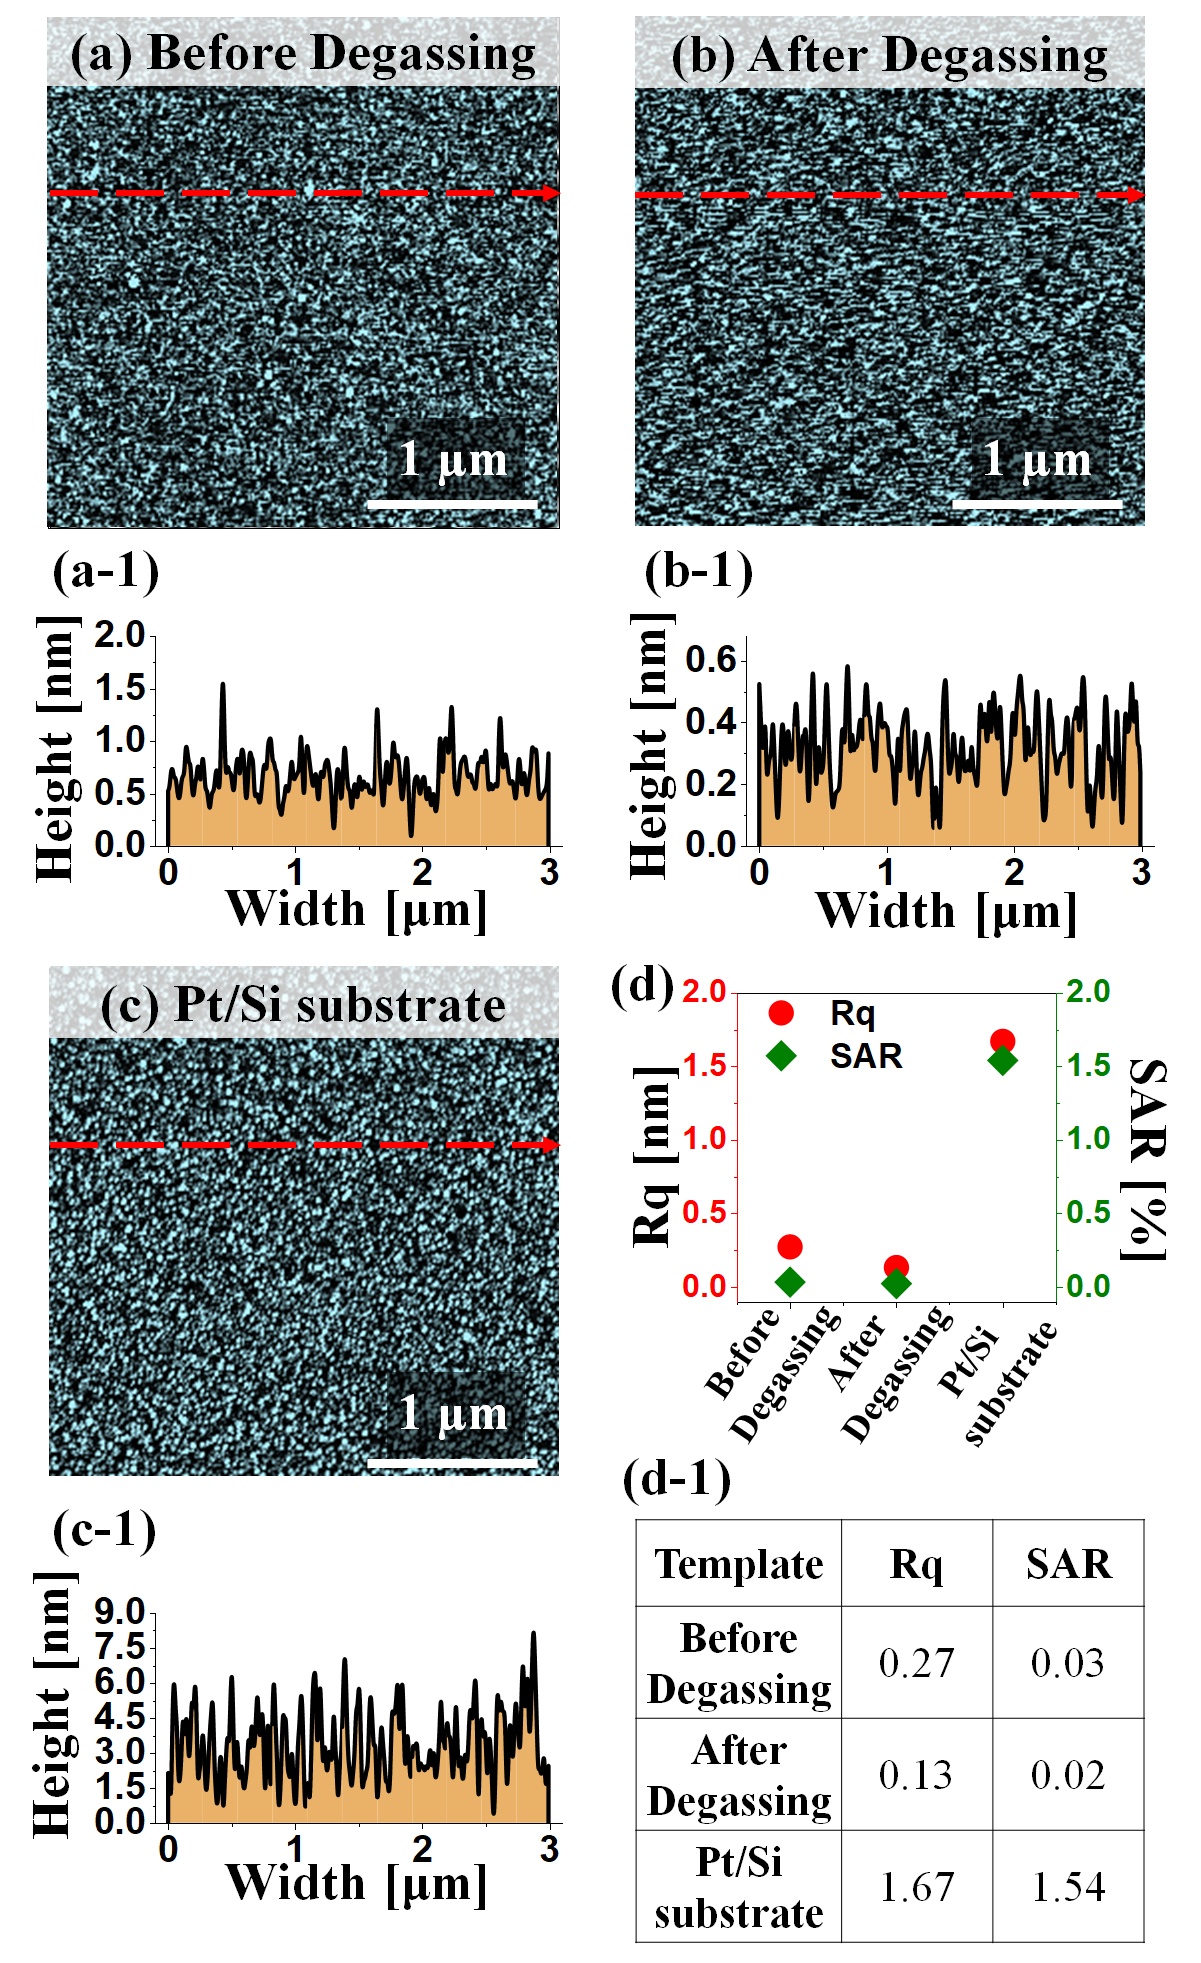 (a) Before Degassing
1 μm
(b) After Degassing
1 μm
(a-1)
Height [nm]
2.0
1.5
1.0
0.5
0.0
0 1 2 3
Width [μm]
(b-1)
Height [nm]
0.6
0.4
0.2
0.0
0 1 2 3
Width [μm]
(c) Pt/Si substrate
1 μm
(c-1)
Height [nm]
9.0
7.5
6.0
4.5
3.0
1.5
0.0
0 1 2 3
Width [μm]
(d)
Rq [nm]
2.0
1.5
1.0
0.5
0.0
Rq
SAR
2.0
1.5
1.0
0.5
0.0
SAR [%]
Before
Degassing
After
Degassing
Pt/Si
substrate
(d-1)
Template Rq SAR
Before
Degassing 0.27 0.03
After
Degassing 0.13 0.02
Pt/Si
substrate 1.67 1.54